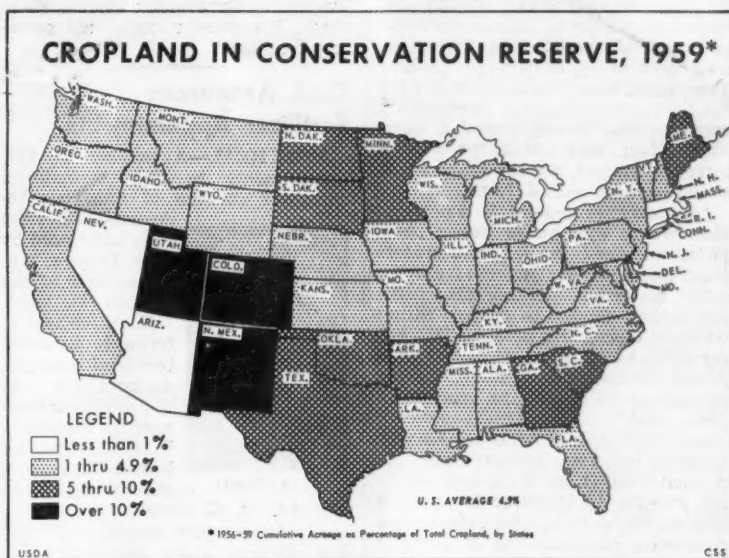 CROPLAND IN CONSERVATION RESERVE, 1959*
WASH.
MONT.
N. DAK.
MINN.
ME.
OREG.
IDAHO
S. DAK.
WIS.
VT.
N. H.
WYO.
MICH.
N. Y.
MASS.
CALIF.
NEV.
NEBR.
IOWA
PA.
R. I.
CONN.
UTAH
COLO.
ILL.
IND.
OHIO
N. J.
KANS.
MO.
W. VA.
DEL.
MD.
VA.
KY.
ARIZ.
N. MEX.
OKLA.
ARK.
TENN.
N. C.
TEX.
MISS.
ALA.
GA.
S. C.
LA.
FLA.
LEGEND
Less than 1%
1 thru 4.9%
5 thru 10%
Over 10%
U. S. AVERAGE 4.9%
* 1956-59 Cumulative Acreage as Percentage of Total Cropland, by States
USDA
CSS